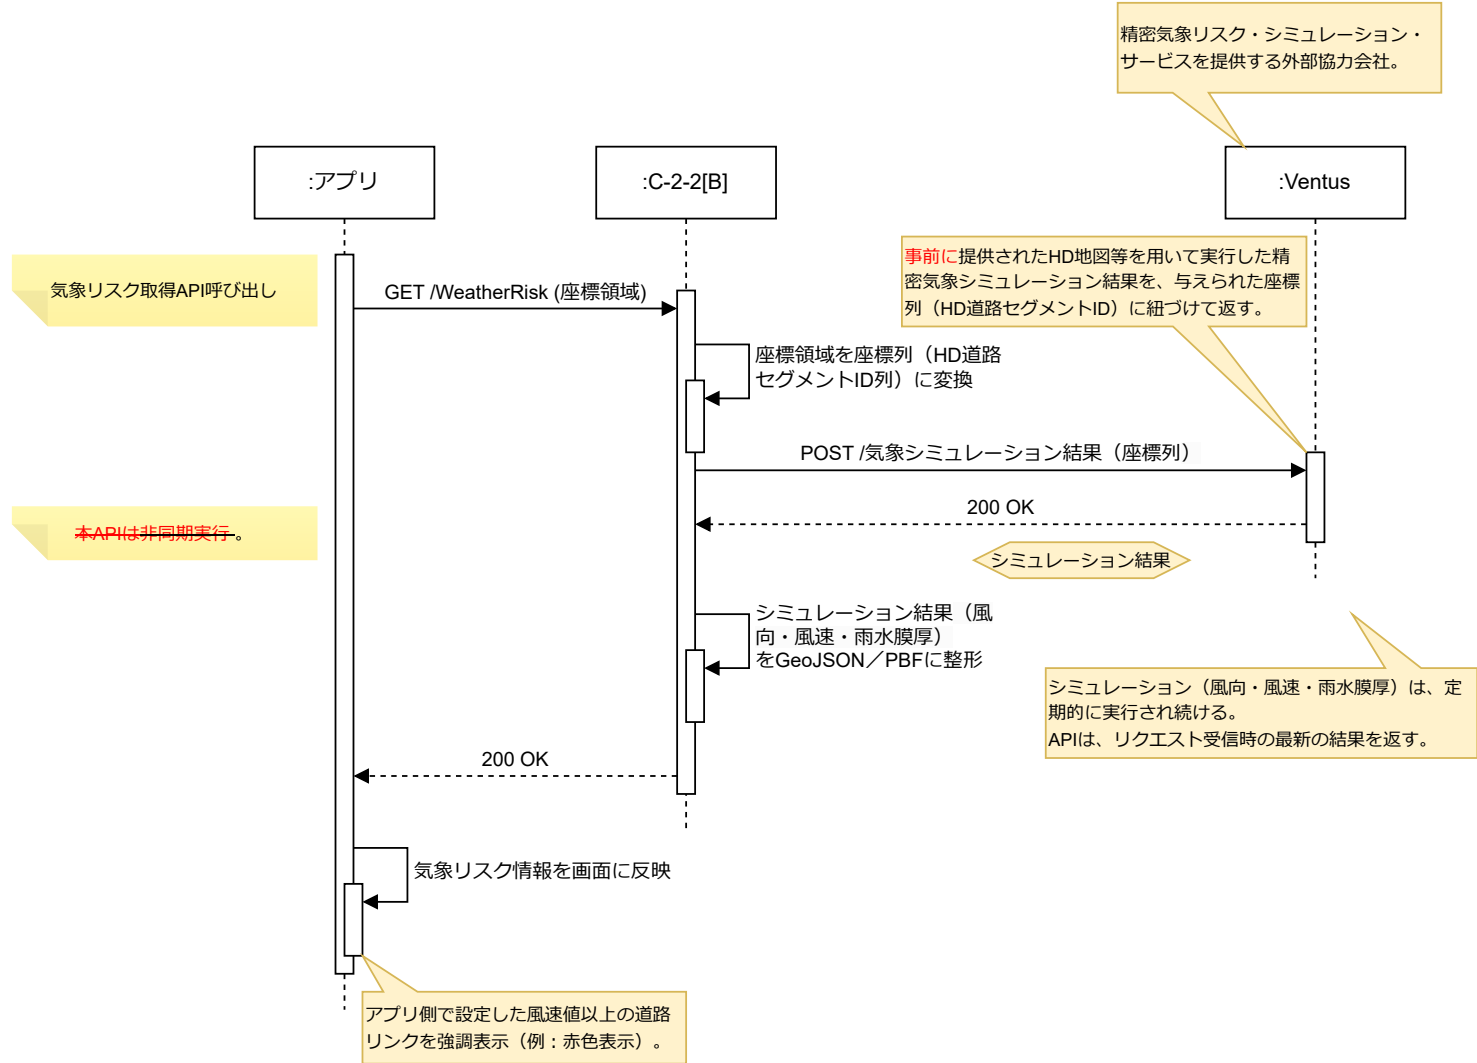 精密気象リスク・シミュレーション・
サービスを提供する外部協力会社。
:アプリ
:C-2-2[B]
:Ventus
事前に提供されたHD地図等を用いて実行した精
密気象シミュレーション結果を、与えられた座標
列（HD道路セグメントID）に紐づけて返す。
気象リスク取得API呼び出し
GET /WeatherRisk (座標領域)
座標領域を座標列（HD道路
セグメントID列）に変換
POST /気象シミュレーション結果（座標列）
200 OK
本APIは非同期実行。
シミュレーション結果
シミュレーション結果（風
向・風速・雨水膜厚）
をGeoJSON／PBFに整形
シミュレーション（風向・風速・雨水膜厚）は、定
期的に実行され続ける。
APIは、リクエスト受信時の最新の結果を返す。
200 OK
気象リスク情報を画面に反映
アプリ側で設定した風速値以上の道路
リンクを強調表示（例：赤色表示）。